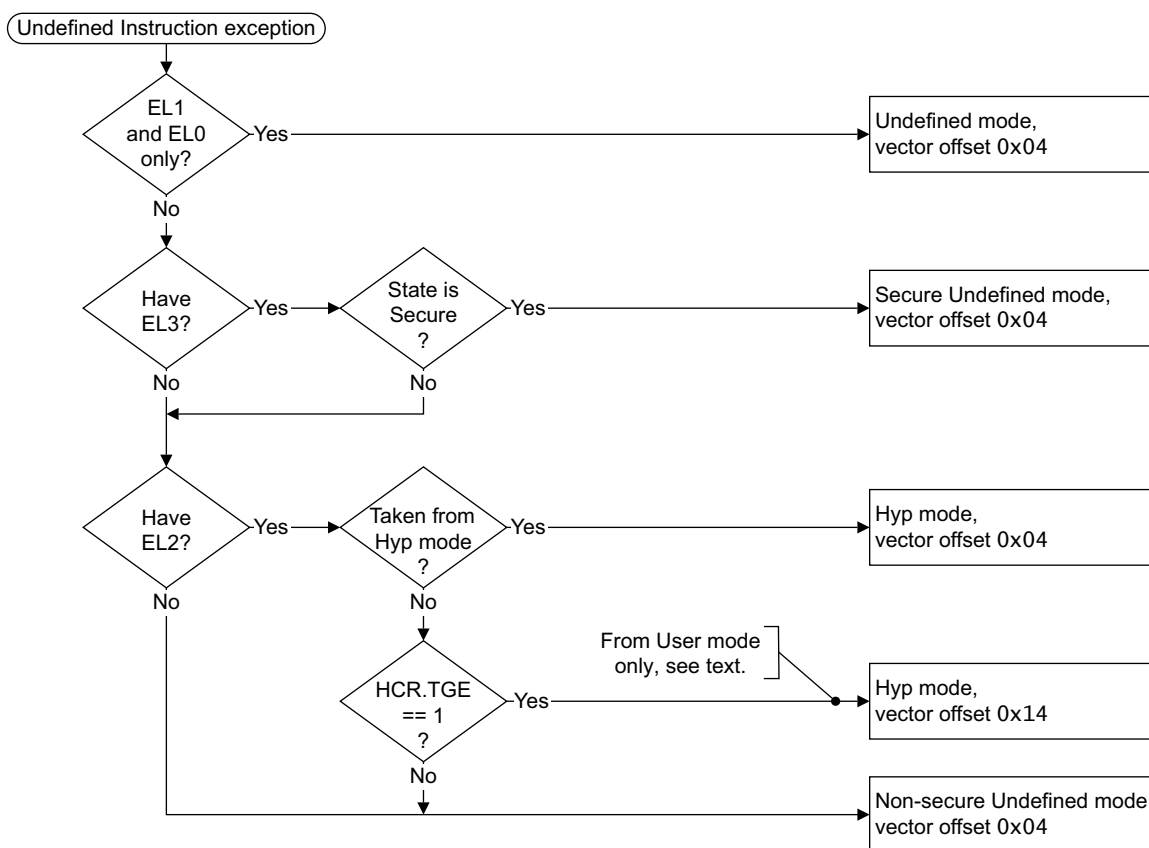 Undefined Instruction exception
EL1
and EL0
only?
Yes
Undefined mode,
vector offset 0x04
No
Have
EL3?
Yes
State is
Secure
?
Yes
Secure Undefined mode,
vector offset 0x04
No
No
Have
EL2?
Yes
Taken from
Hyp mode
?
Yes
Hyp mode,
vector offset 0x04
No
No
From User mode
only, see text.
HCR.TGE
== 1
?
Yes
Hyp mode,
vector offset 0x14
No
Non-secure Undefined mode
vector offset 0x04